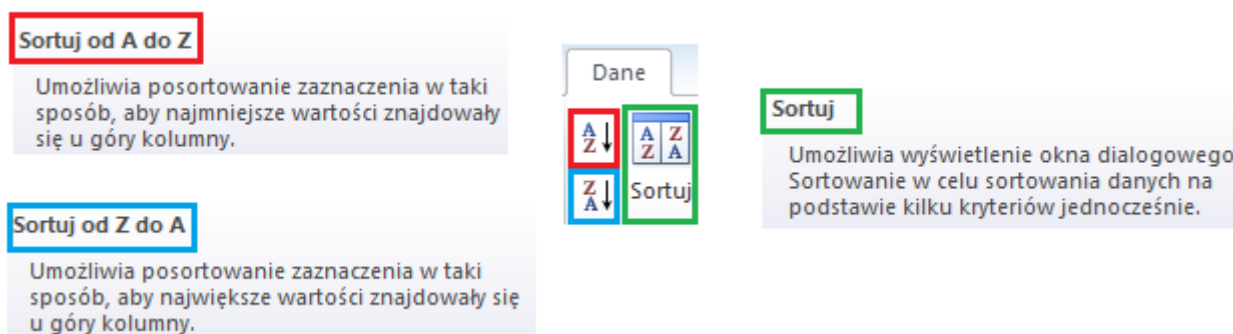 Sortuj od A do Z
Umożliwia posortowanie zaznaczenia w taki
sposób, aby najmniejsze wartości znajdowały
się u góry kolumny.
Sortuj od Z do A
Umożliwia posortowanie zaznaczenia w taki
sposób, aby największe wartości znajdowały się
u góry kolumny.
Dane
A
Z
A Z
Z A
Z
A
Sortuj
Sortuj
Umożliwia wyświetlenie okna dialogowego
Sortowanie w celu sortowania danych na
podstawie kilku kryteriów jednocześnie.